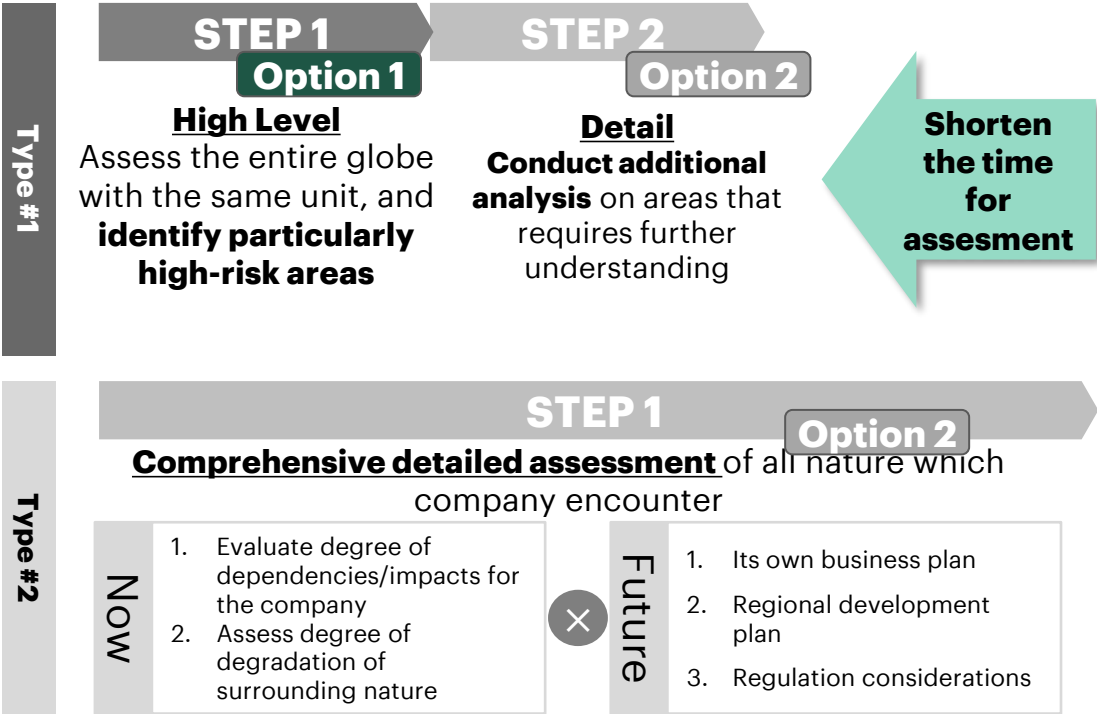 Type #1
STEP 1
Option 1
High Level
Assess the entire globe
with the same unit, and
identify particularly
high-risk areas
STEP 2
Option 2
Detail
Conduct additional
analysis on areas that
requires further
understanding
Shorten
the time
for
assesment
Type #2
STEP 1
Option 2
Comprehensive detailed assessment of all nature which
company encounter
Now
1. Evaluate degree of
dependencies/impacts for
the company
2. Assess degree of
degradation of
surrounding nature
×
Future
1. Its own business plan
2. Regional development
plan
3. Regulation considerations